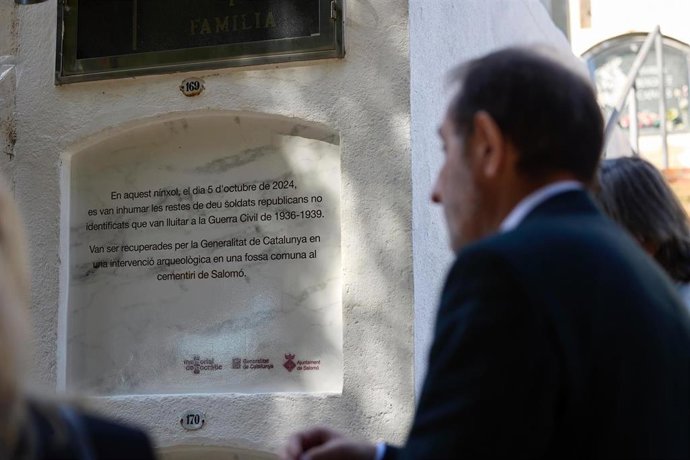 FAMILIA
169
En aquest nínxol, el dia 5 d'octubre de 2024,
es van inhumar les restes de deu soldats republicans no
identificats que van lluitar a la Guerra Civil de 1936-1939.
Van ser recuperades per la Generalitat de Catalunya en
una intervenció arqueològica en una fossa comuna al
cementiri de Salomó.
Generalitat
de Catalunya
Ajuntament
de Salomó
170